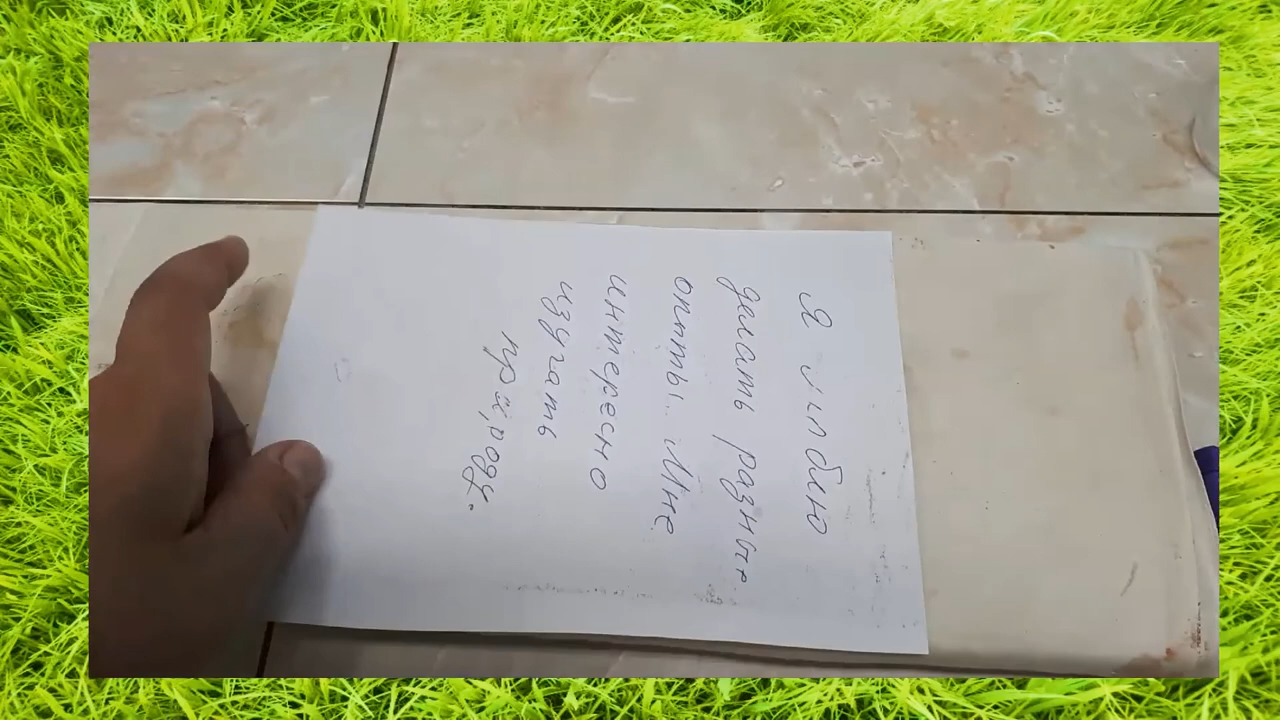 Я люблю
делать разные
опыты. Мне
интересно
изучать
природу.